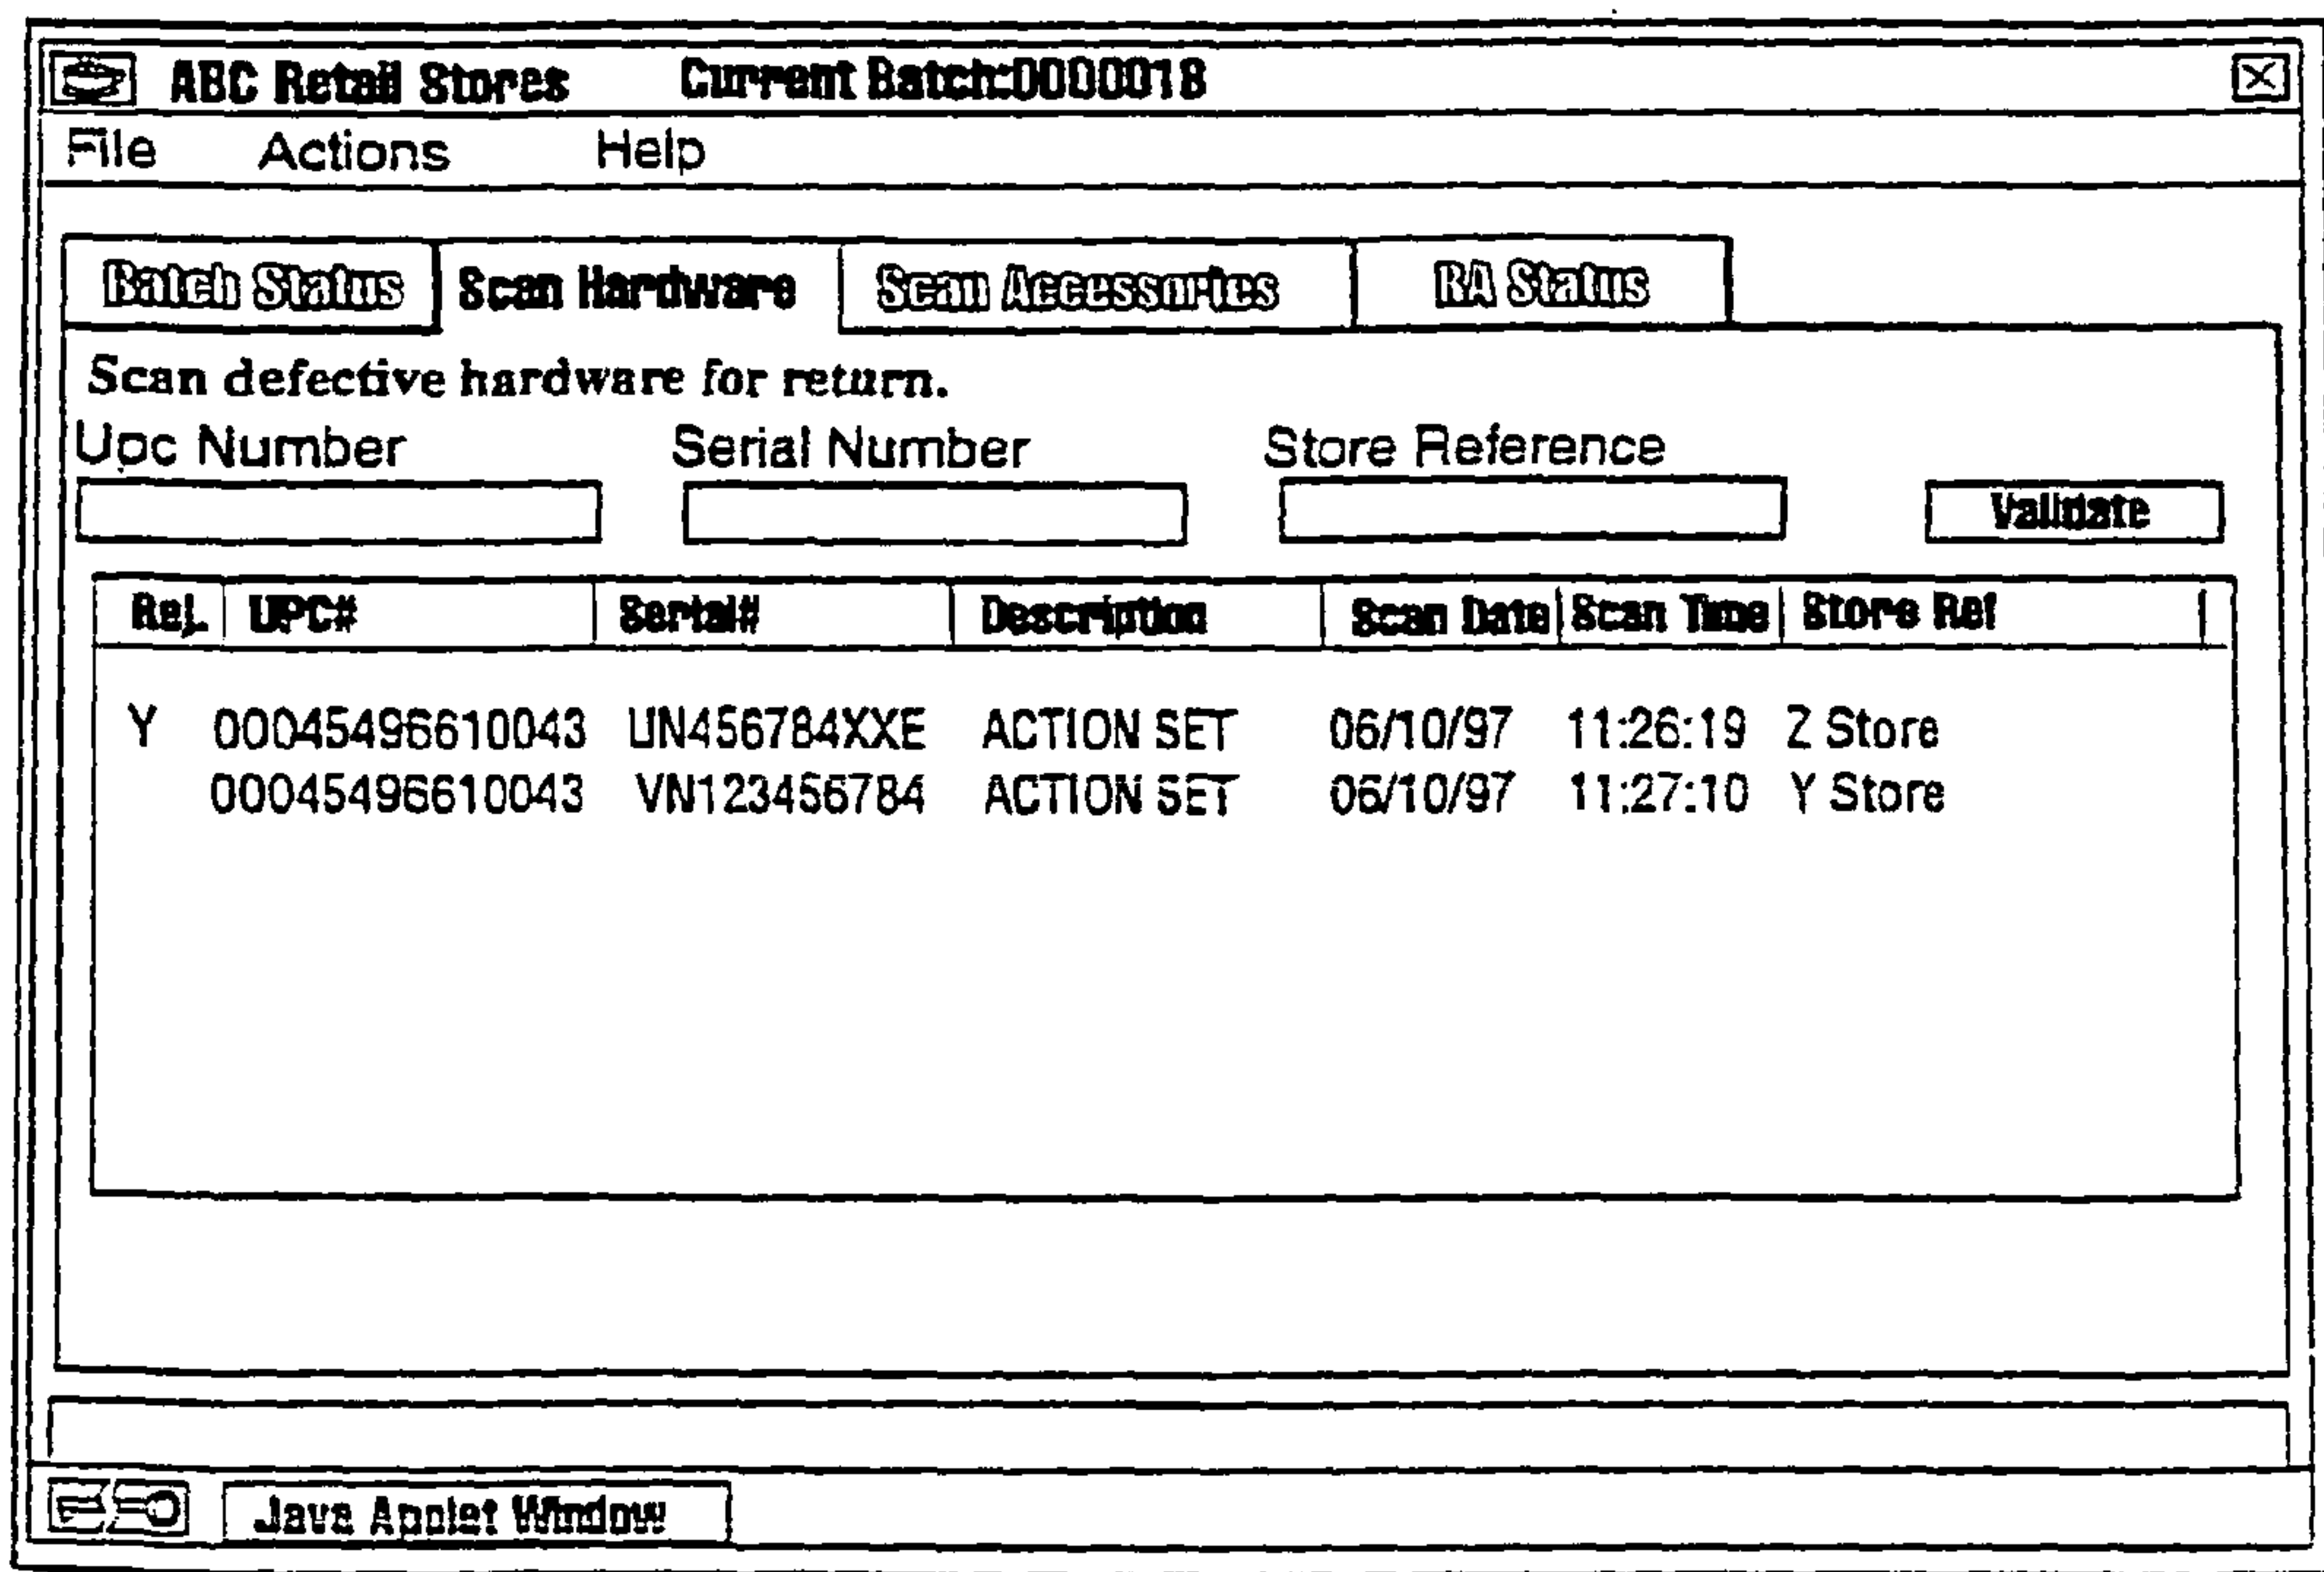 ABC Retail Stores Current Batch:0000018
File Actions Help
Batch Status Scan Hardware Scan Accessories RA Status
Scan defective hardware for return.
Upc Number Serial Number Store Reference
Validate
Rej. UPC# Serial# Description Scan Date Scan Time Store Ref
Y 00045496610043 UN456784XXE ACTION SET 06/10/97 11:26:19 Z Store
00045496610043 VN123456784 ACTION SET 06/10/97 11:27:10 Y Store
Java Applet Window